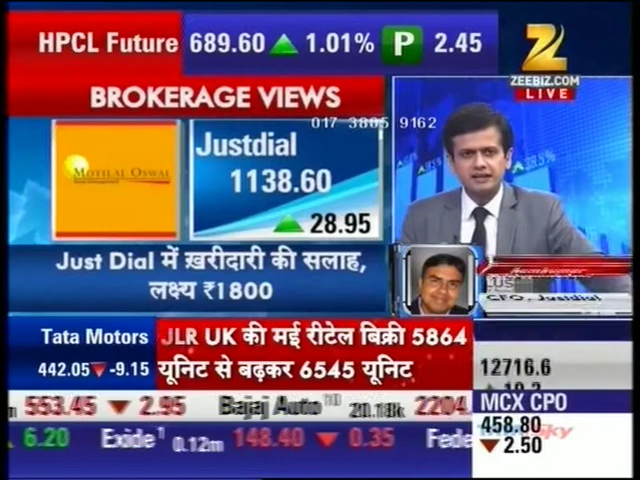 HPCL Future 689.60 ▲ 1.01% P 2.45
ZEEBIZ.COM
LIVE
BROKERAGE VIEWS
017 3805 9162
MOTILAL OSWAL
Justdial
1138.60
▲ 28.95
Just Dial में ख़रीदारी की सलाह,
लक्ष्य ₹1800
CFO, Justdial
Tata Motors
442.05 ▼ -9.15
JLR UK की मई रीटेल बिक्री 5864
यूनिट से बढ़कर 6545 यूनिट
12716.6
553.45 ▼ 2.95 Bajaj Auto 20.18k 2204.
MCX CPO
458.80
▼ 2.50
▲ 6.20 Exide 0.12m 148.40 ▼ 0.35 Fede